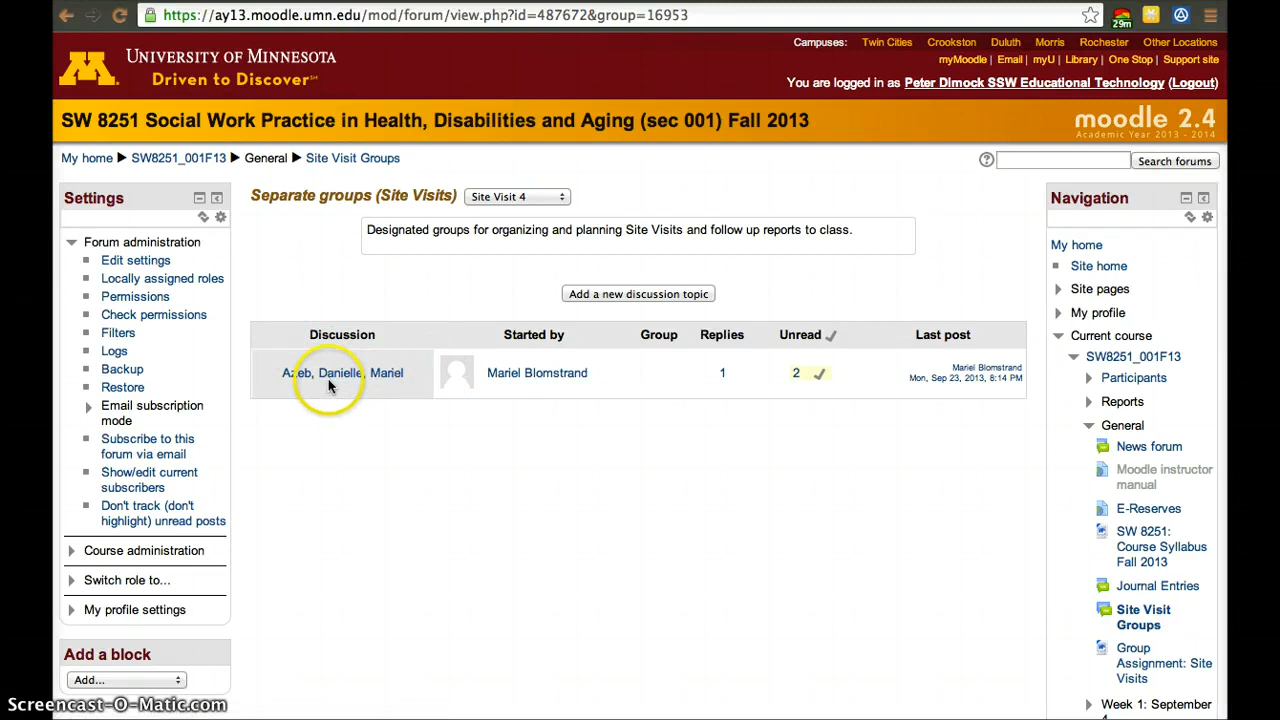 https://ay13.moodle.umn.edu/mod/forum/view.php?id=487672&group=16953
29m
UNIVERSITY OF MINNESOTA
Driven to Discover℠
Campuses: Twin Cities Crookston Duluth Morris Rochester Other Locations
myMoodle | Email | myU | Library | One Stop | Support site
You are logged in as Peter Dimock SSW Educational Technology (Logout)
SW 8251 Social Work Practice in Health, Disabilities and Aging (sec 001) Fall 2013
moodle 2.4
Academic Year 2013 - 2014
My home ▶ SW8251_001F13 ▶ General ▶ Site Visit Groups
Search forums
Settings
Forum administration
Edit settings
Locally assigned roles
Permissions
Check permissions
Filters
Logs
Backup
Restore
Email subscription
mode
Subscribe to this
forum via email
Show/edit current
subscribers
Don't track (don't
highlight) unread posts
Course administration
Switch role to...
My profile settings
Add a block
Add...
Separate groups (Site Visits) Site Visit 4
Designated groups for organizing and planning Site Visits and follow up reports to class.
Add a new discussion topic
Discussion Started by Group Replies Unread Last post
Azeb, Danielle, Mariel Mariel Blomstrand 1 2 Mariel Blomstrand
Mon, Sep 23, 2013, 8:14 PM
Navigation
My home
Site home
Site pages
My profile
Current course
SW8251_001F13
Participants
Reports
General
News forum
Moodle instructor
manual
E-Reserves
SW 8251:
Course Syllabus
Fall 2013
Journal Entries
Site Visit
Groups
Group
Assignment: Site
Visits
Week 1: September
Screencast-O-Matic.com